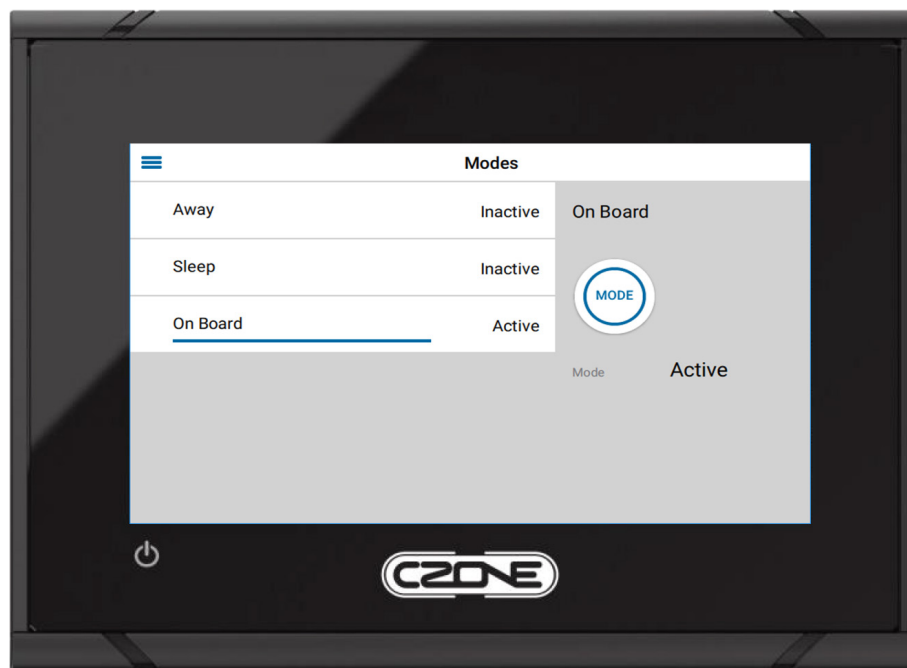 Modes
Away Inactive
Sleep Inactive
On Board Active
On Board
MODE
Mode Active
CZONE